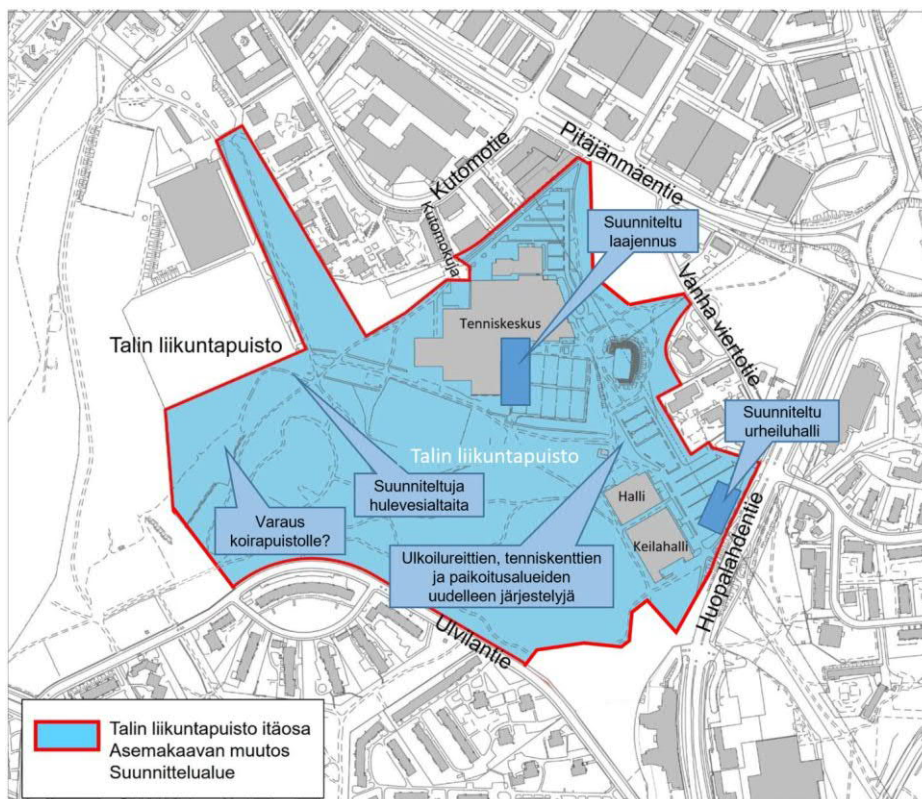 Pitäjänmäentie
Kutomotie
Kutomokuja
Suunniteltu
laajennus
Vanha viertotie
Tenniskeskus
Talin liikuntapuisto
Suunniteltu
urheiluhalli
Talin liikuntapuisto
Suunniteltuja
hulevesialtaita
Halli
Varaus
koirapuistolle?
Keilahalli
Ulkoilureittien, tenniskenttien
ja paikoitusalueiden
uudelleen järjestelyjä
Huopalahdentie
Ulvilantie
Talin liikuntapuisto itäosa
Asemakaavan muutos
Suunnittelualue